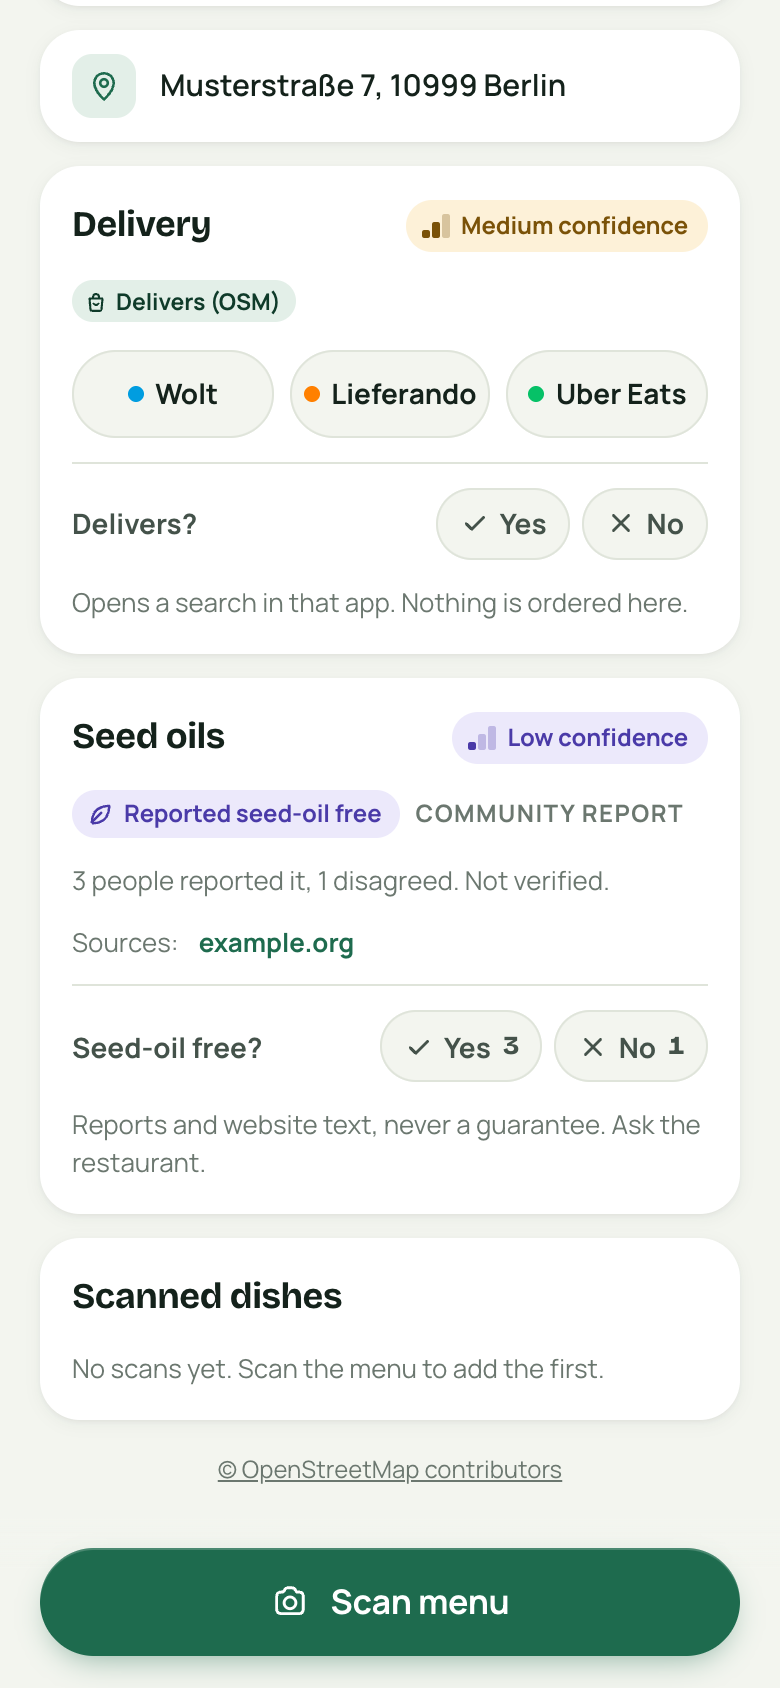 Musterstraße 7, 10999 Berlin
Delivery
Medium confidence
Delivers (OSM)
Wolt
Lieferando
Uber Eats
Delivers?
Yes
No
Opens a search in that app. Nothing is ordered here.
Seed oils
Low confidence
Reported seed-oil free
COMMUNITY REPORT
3 people reported it, 1 disagreed. Not verified.
Sources: example.org
Seed-oil free?
Yes 3
No 1
Reports and website text, never a guarantee. Ask the
restaurant.
Scanned dishes
No scans yet. Scan the menu to add the first.
© OpenStreetMap contributors
Scan menu